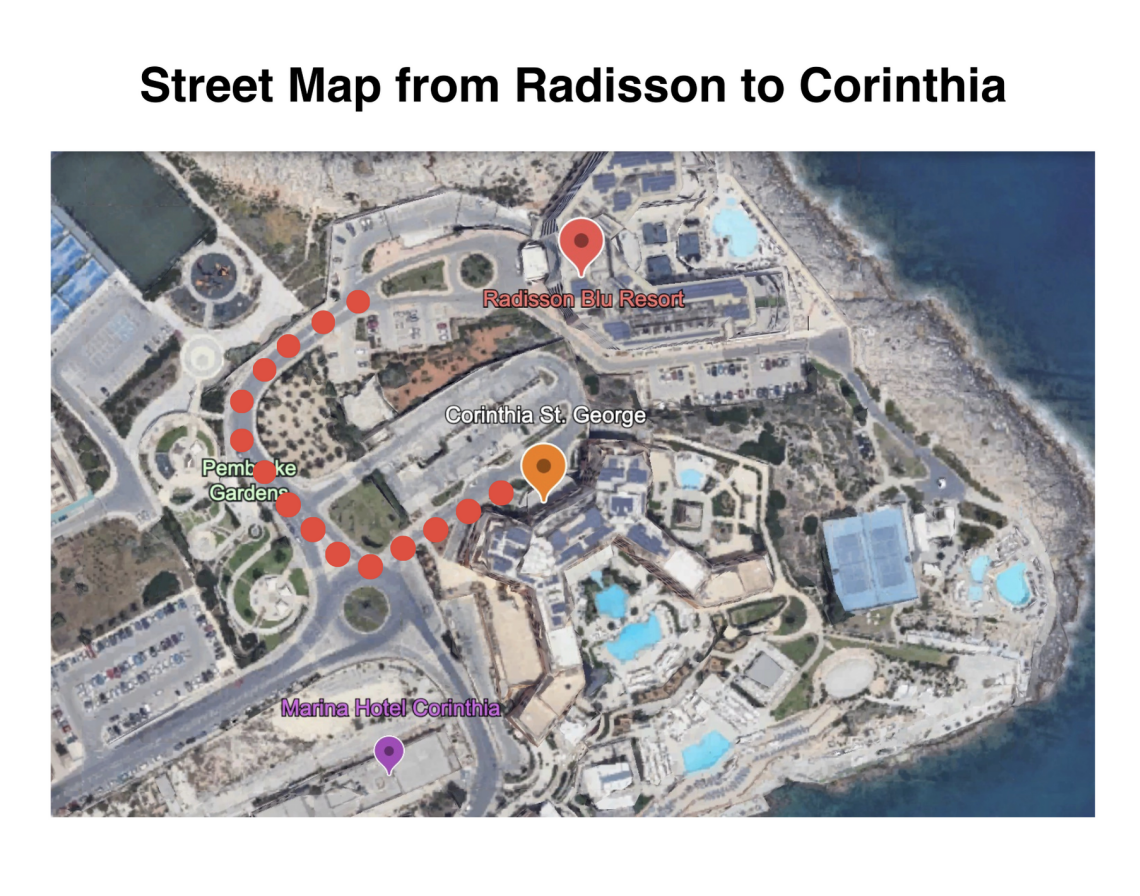 Street Map from Radisson to Corinthia
Radisson Blu Resort
Corinthia St. George
Pembroke
Gardens
Marina Hotel Corinthia